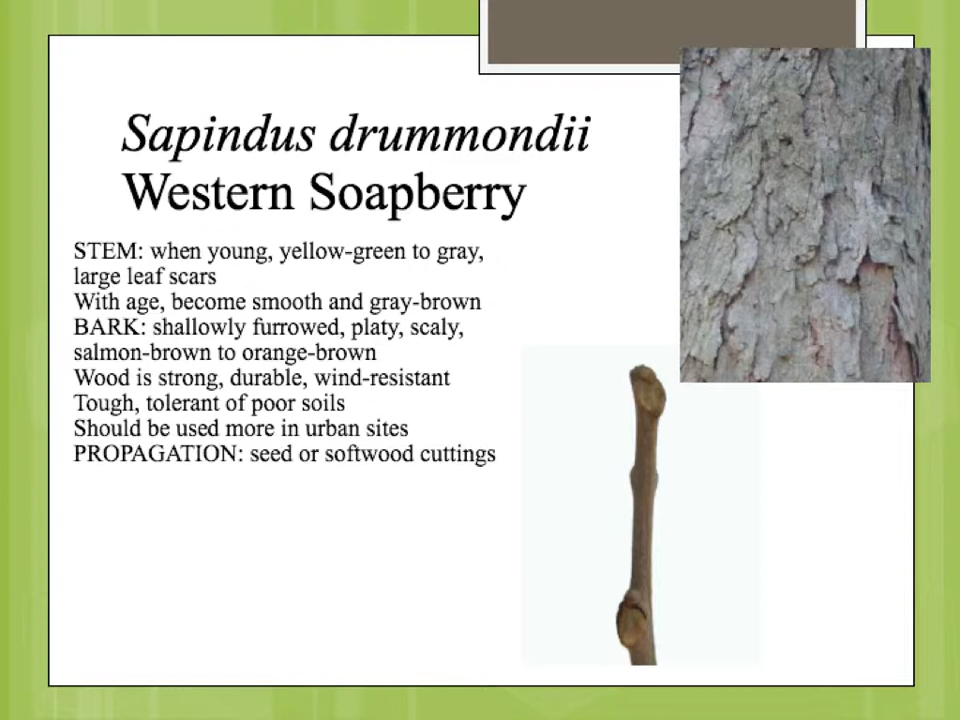 Sapindus drummondii
Western Soapberry
STEM: when young, yellow-green to gray,
large leaf scars
With age, become smooth and gray-brown
BARK: shallowly furrowed, platy, scaly,
salmon-brown to orange-brown
Wood is strong, durable, wind-resistant
Tough, tolerant of poor soils
Should be used more in urban sites
PROPAGATION: seed or softwood cuttings